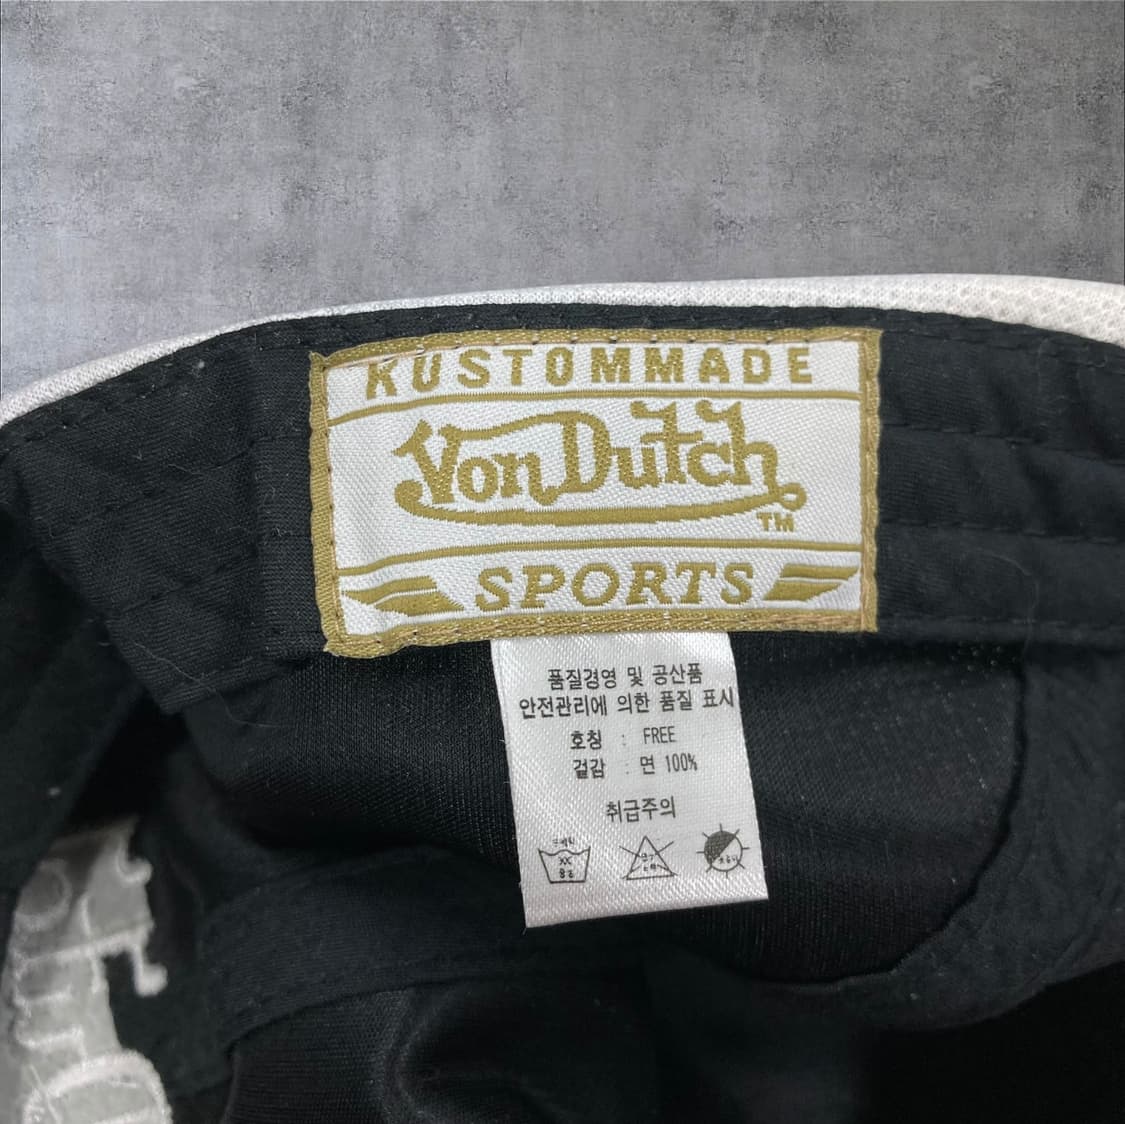 KUSTOMMADE
Von Dutch
TM
SPORTS
품질경영 및 공산품
안전관리에 의한 품질 표시
호칭 : FREE
겉감 : 면 100%
취급주의